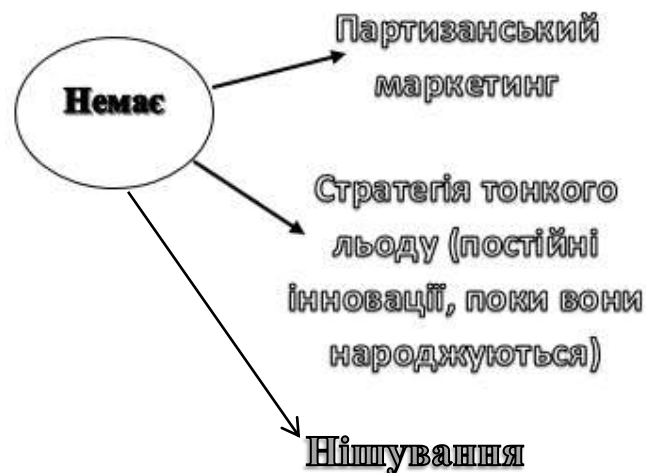 Партизанський
маркетинг
Немає
Стратегія тонкого
льоду (постійні
інновації, поки вони
народжуються)
Нішування